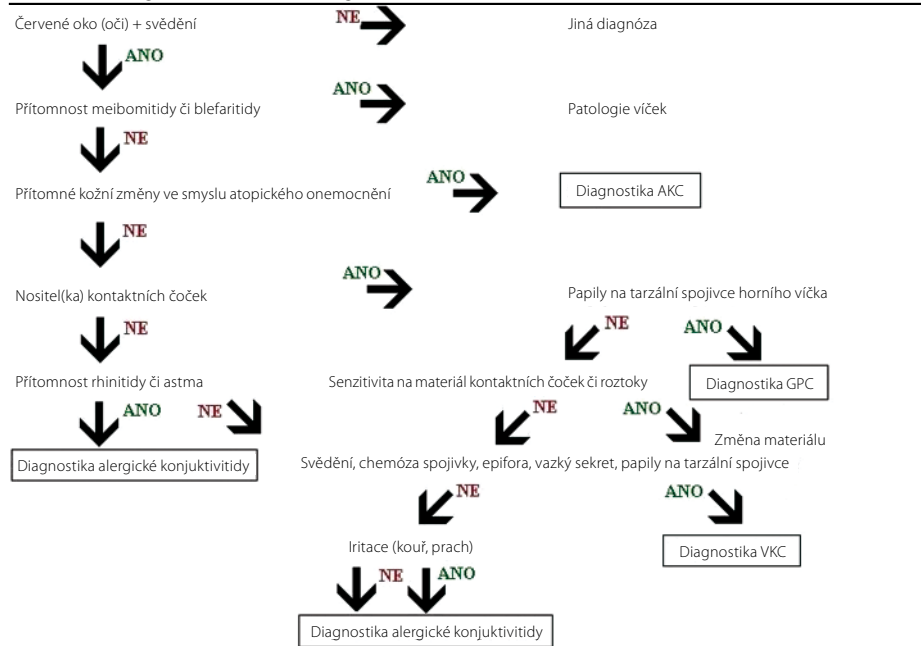 Červené oko (oči) + svědění
NE
Jiná diagnóza
ANO
Přítomnost meibomitidy či blefaritidy
ANO
Patologie víček
NE
Přítomné kožní změny ve smyslu atopického onemocnění
ANO
Diagnostika AKC
NE
Nositel(ka) kontaktních čoček
ANO
Papily na tarzální spojivce horního víčka
NE
NE
ANO
Přítomnost rhinitidy či astma
Senzitivita na materiál kontaktních čoček či roztoky
Diagnostika GPC
ANO
NE
NE
ANO
Změna materiálu
Diagnostika alergické konjuktivitidy
Svědění, chemóza spojivky, epifora, vazký sekret, papily na tarzální spojivce
NE
ANO
Iritace (kouř, prach)
Diagnostika VKC
NE
ANO
Diagnostika alergické konjuktivitidy